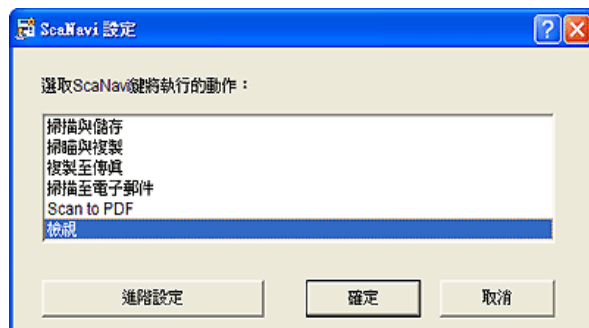 ScaNavi 設定
選取ScaNavi鍵將執行的動作：
掃描與儲存
掃瞄與複製
複製至傳真
掃描至電子郵件
Scan to PDF
檢視
進階設定 確定 取消